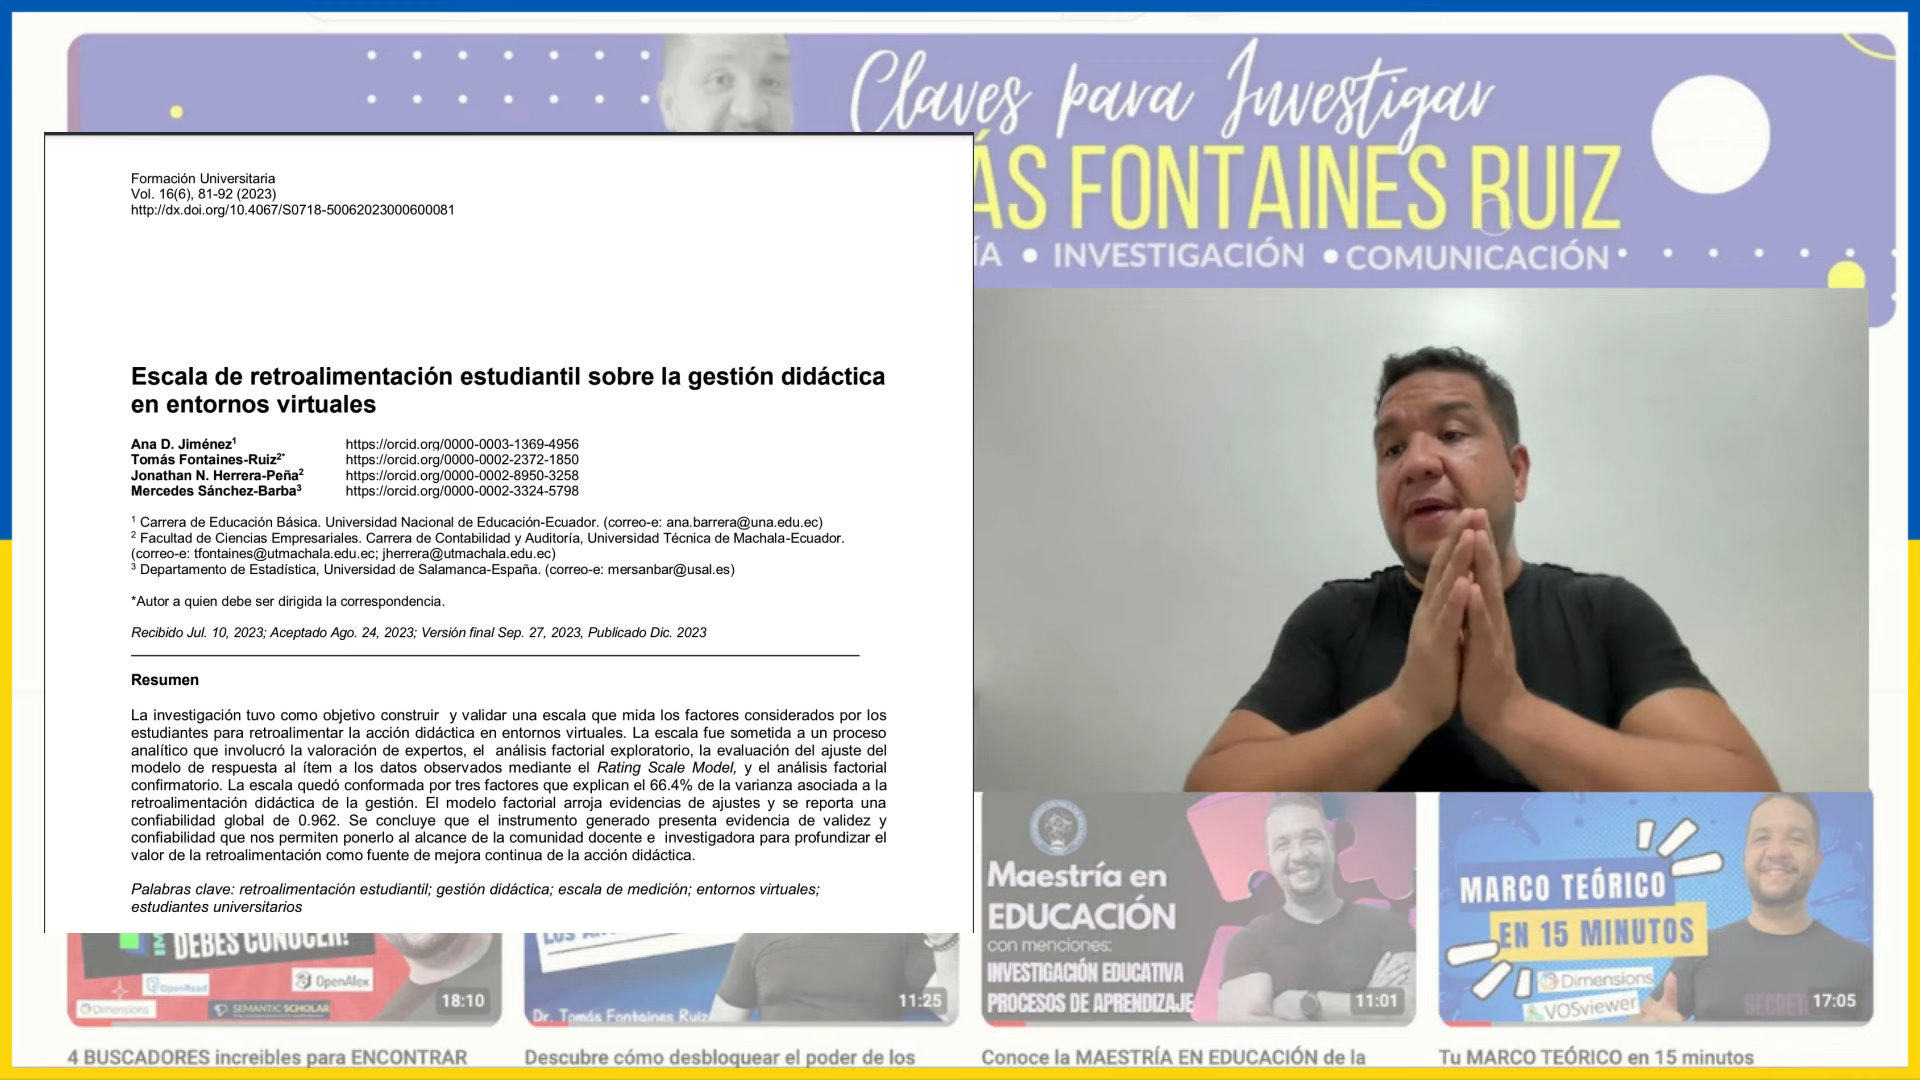 Claves para Investigar
ÁS FONTAINES RUIZ
ÍA • INVESTIGACIÓN • COMUNICACIÓN
Formación Universitaria
Vol. 16(6), 81-92 (2023)
http://dx.doi.org/10.4067/S0718-50062023000600081
Escala de retroalimentación estudiantil sobre la gestión didáctica
en entornos virtuales
Ana D. Jiménez¹ https://orcid.org/0000-0003-1369-4956
Tomás Fontaines-Ruiz²* https://orcid.org/0000-0002-2372-1850
Jonathan N. Herrera-Peña² https://orcid.org/0000-0002-8950-3258
Mercedes Sánchez-Barba³ https://orcid.org/0000-0002-3324-5798
¹ Carrera de Educación Básica. Universidad Nacional de Educación-Ecuador. (correo-e: ana.barrera@una.edu.ec)
² Facultad de Ciencias Empresariales. Carrera de Contabilidad y Auditoría, Universidad Técnica de Machala-Ecuador.
(correo-e: tfontaines@utmachala.edu.ec; jherrera@utmachala.edu.ec)
³ Departamento de Estadística, Universidad de Salamanca-España. (correo-e: mersanbar@usal.es)
*Autor a quien debe ser dirigida la correspondencia.
Recibido Jul. 10, 2023; Aceptado Ago. 24, 2023; Versión final Sep. 27, 2023, Publicado Dic. 2023
Resumen
La investigación tuvo como objetivo construir y validar una escala que mida los factores considerados por los
estudiantes para retroalimentar la acción didáctica en entornos virtuales. La escala fue sometida a un proceso
analítico que involucró la valoración de expertos, el análisis factorial exploratorio, la evaluación del ajuste del
modelo de respuesta al ítem a los datos observados mediante el Rating Scale Model, y el análisis factorial
confirmatorio. La escala quedó conformada por tres factores que explican el 66.4% de la varianza asociada a la
retroalimentación didáctica de la gestión. El modelo factorial arroja evidencias de ajustes y se reporta una
confiabilidad global de 0.962. Se concluye que el instrumento generado presenta evidencia de validez y
confiabilidad que nos permiten ponerlo al alcance de la comunidad docente e investigadora para profundizar el
valor de la retroalimentación como fuente de mejora continua de la acción didáctica.
Palabras clave: retroalimentación estudiantil; gestión didáctica; escala de medición; entornos virtuales;
estudiantes universitarios
DEBES CONOCER!
OpenRead
OpenAlex
Dimensions
SEMANTIC SCHOLAR
18:10
Dr. Tomás Fontaines Ruiz
11:25
Maestría en
EDUCACIÓN
con menciones:
INVESTIGACIÓN EDUCATIVA
PROCESOS DE APRENDIZAJE
11:01
MARCO TEÓRICO
EN 15 MINUTOS
Dimensions
VOSviewer
17:05
4 BUSCADORES increibles para ENCONTRAR
Descubre cómo desbloquear el poder de los
Conoce la MAESTRÍA EN EDUCACIÓN de la
Tu MARCO TEÓRICO en 15 minutos